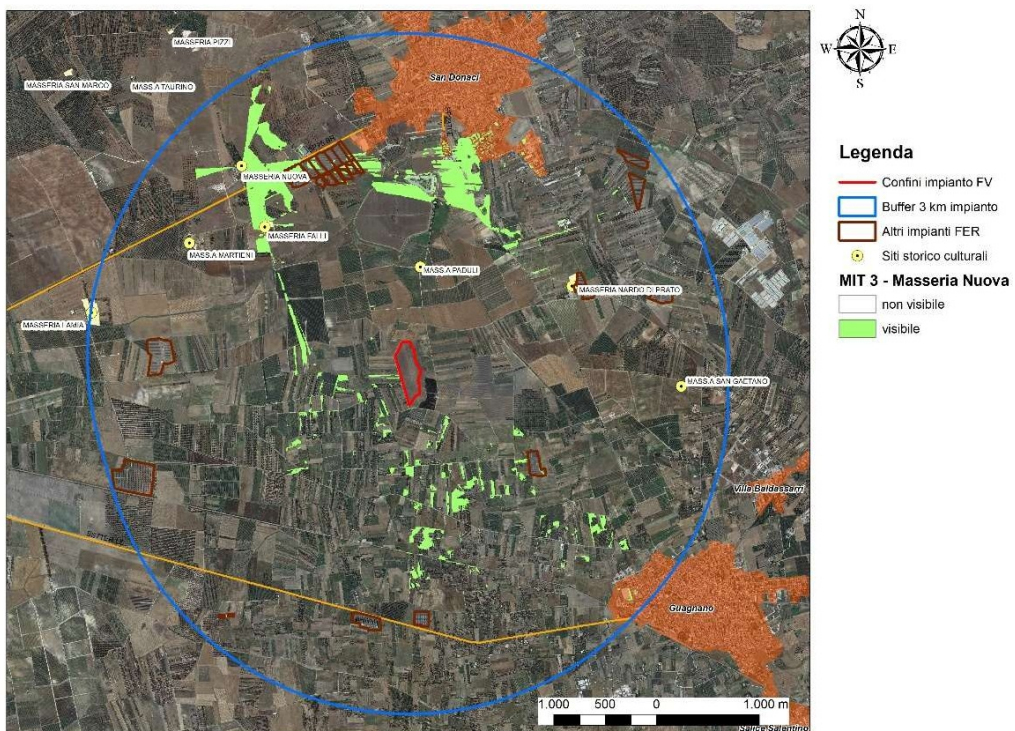 MASSERIA PIZZI
MASSERIA SAN MARCO
MASS.A TAURINO
San Donaci
MASSERIA NUOVA
MASSERIA FALLI
MASS.A MARTIENI
MASS.A PADULI
MASSERIA NARDO DI PRATO
MASSERIA LAMIA
MASS.A SAN GAETANO
Villa Baldassarri
Guagnano
Salice Salentino
1.000 500 0 1.000 m
N
W E
S
Legenda
Confini impianto FV
Buffer 3 km impianto
Altri impianti FER
Siti storico culturali
MIT 3 - Masseria Nuova
non visibile
visibile